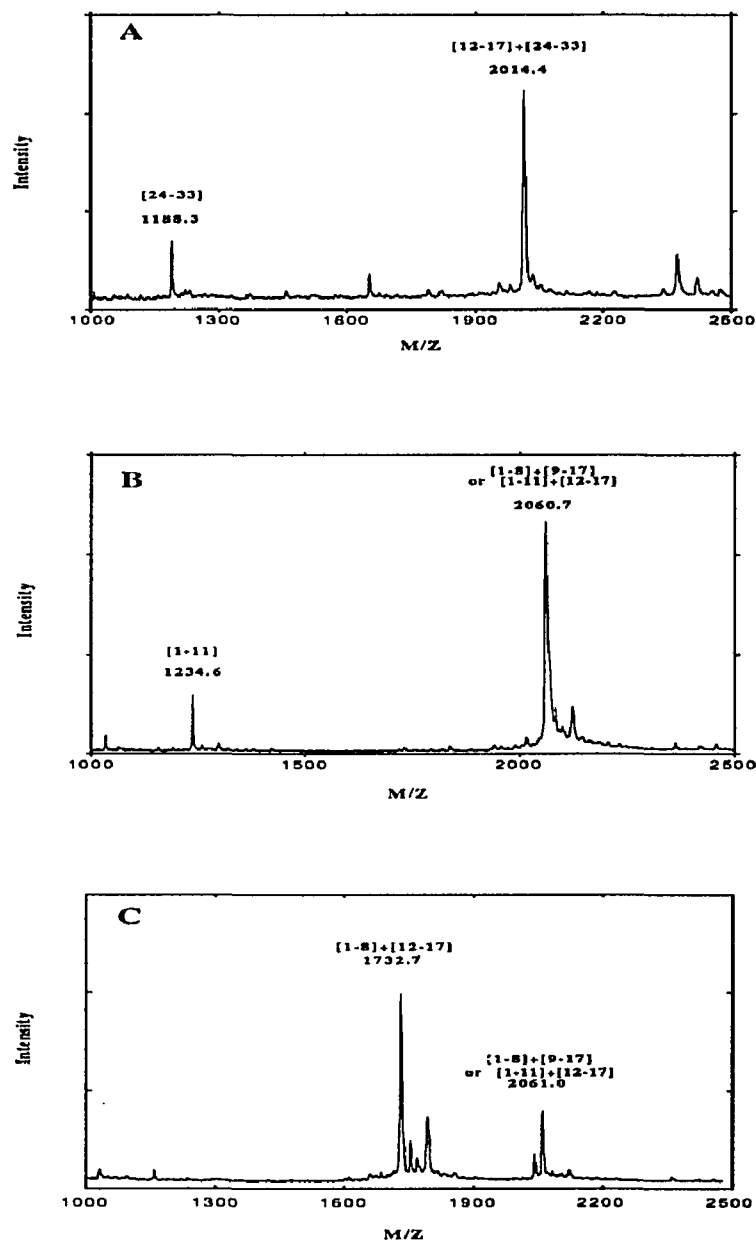 A
[12-17]+[24-33]
2014.4
[24-33]
1188.3
Intensity
1000 1300 1600 1900 2200 2500
M/Z
B
[1-8]+[9-17]
or [1-11]+[12-17]
2060.7
[1-11]
1234.6
Intensity
1000 1500 2000 2500
M/Z
C
[1-8]+[12-17]
1732.7
[1-8]+[9-17]
or [1-11]+[12-17]
2061.0
Intensity
1000 1300 1600 1900 2200 2500
M/Z